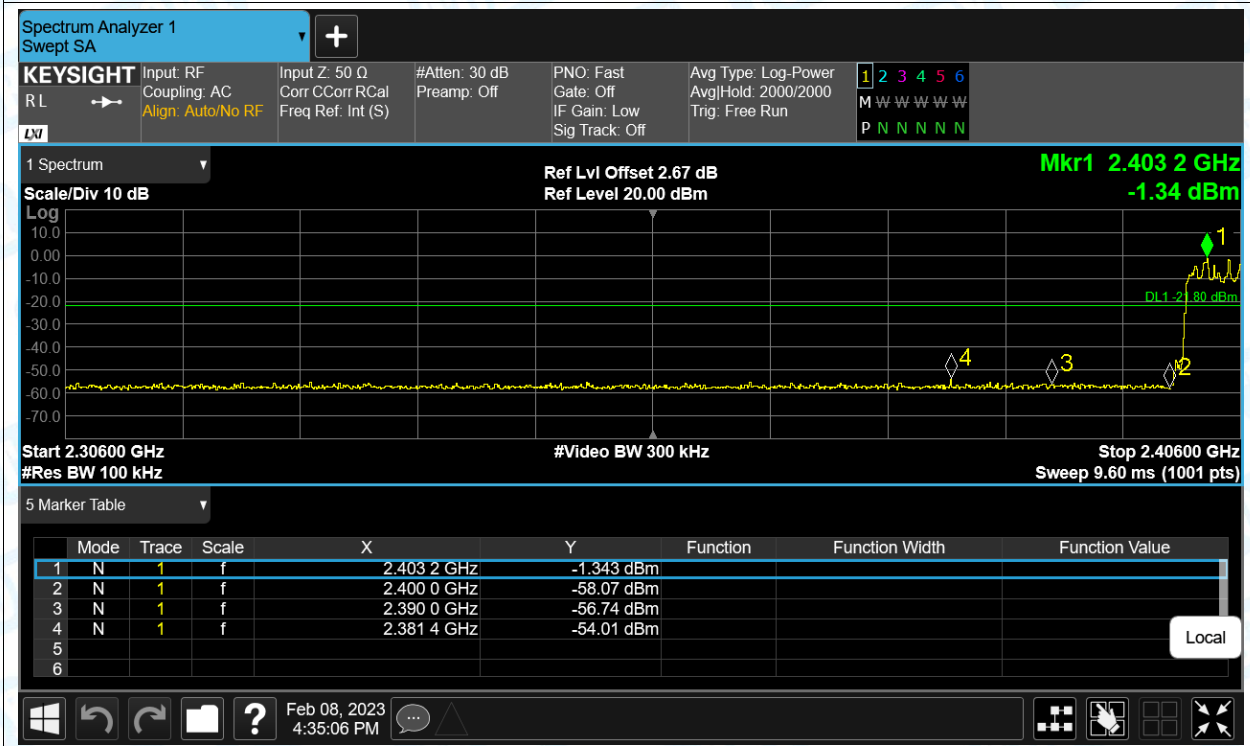 Spectrum Analyzer 1
Swept SA
KEYSIGHT
R L
LXI
Input: RF
Coupling: AC
Align: Auto/No RF
Input Z: 50 Ω
Corr CCorr RCal
Freq Ref: Int (S)
#Atten: 30 dB
Preamp: Off
PNO: Fast
Gate: Off
IF Gain: Low
Sig Track: Off
Avg Type: Log-Power
Avg|Hold: 2000/2000
Trig: Free Run
1 2 3 4 5 6
M W W W W W
P N N N N N
1 Spectrum
Scale/Div 10 dB
Ref Lvl Offset 2.67 dB
Ref Level 20.00 dBm
Mkr1 2.403 2 GHz
-1.34 dBm
Log
10.0
0.00
-10.0
-20.0
-30.0
-40.0
-50.0
-60.0
-70.0
1
DL1 -21.80 dBm
4
3
2
Start 2.30600 GHz
#Res BW 100 kHz
#Video BW 300 kHz
Stop 2.40600 GHz
Sweep 9.60 ms (1001 pts)
5 Marker Table
Mode Trace Scale X Y Function Function Width Function Value
1 N 1 f 2.403 2 GHz -1.343 dBm
2 N 1 f 2.400 0 GHz -58.07 dBm
3 N 1 f 2.390 0 GHz -56.74 dBm
4 N 1 f 2.381 4 GHz -54.01 dBm
5
6
Local
?
Feb 08, 2023
4:35:06 PM